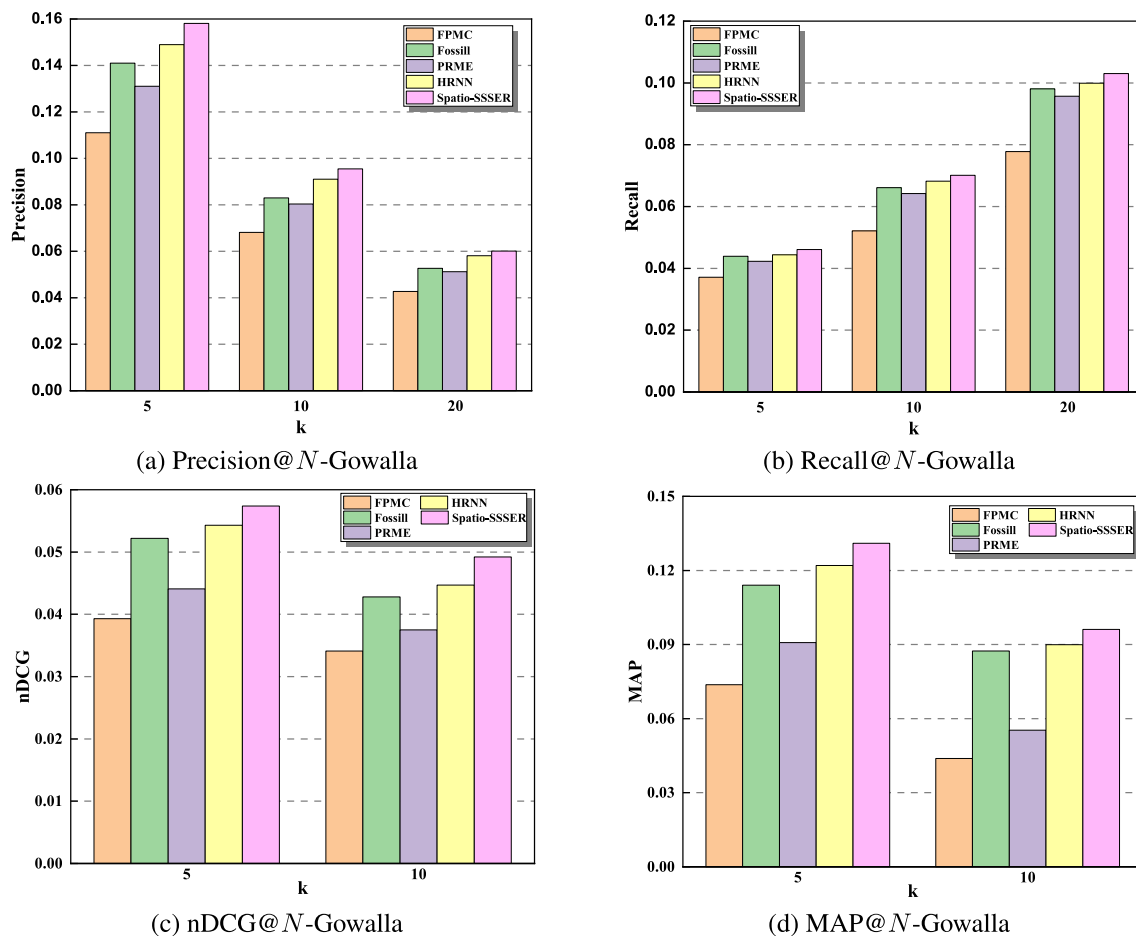 0.16
0.14
0.12
0.10
0.08
0.06
0.04
0.02
0.00
Precision
FPMC
Fossill
PRME
HRNN
Spatio-SSSER
5
10
20
k
(a) Precision@N-Gowalla
0.12
0.10
0.08
0.06
0.04
0.02
0.00
Recall
FPMC
Fossill
PRME
HRNN
Spatio-SSSER
5
10
20
k
(b) Recall@N-Gowalla
0.06
0.05
0.04
0.03
0.02
0.01
0.00
nDCG
FPMC HRNN
Fossill Spatio-SSSER
PRME
5
10
k
(c) nDCG@N-Gowalla
0.15
0.12
0.09
0.06
0.03
0.00
MAP
FPMC HRNN
Fossill Spatio-SSSER
PRME
5
10
k
(d) MAP@N-Gowalla